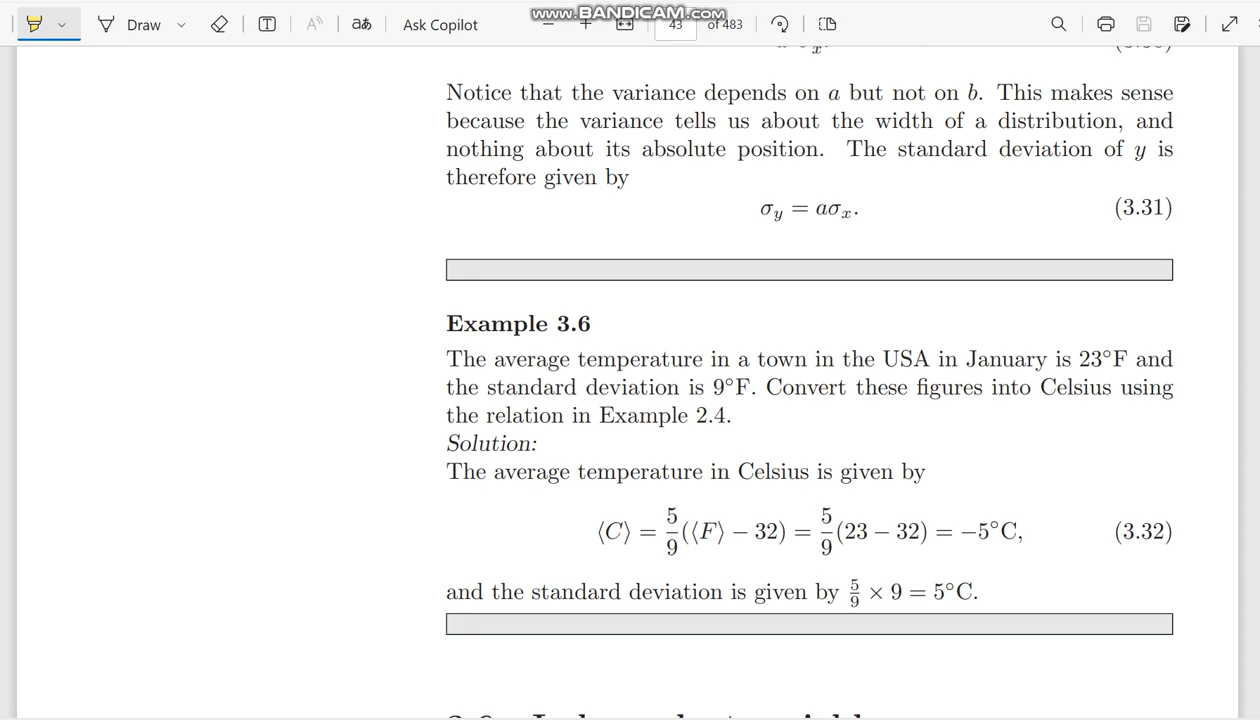 Draw
aあ
Ask Copilot
www.BANDICAM.com
43
of 483
Notice that the variance depends on a but not on b. This makes sense
because the variance tells us about the width of a distribution, and
nothing about its absolute position. The standard deviation of y is
therefore given by
σ_y = aσ_x. (3.31)
Example 3.6
The average temperature in a town in the USA in January is 23°F and
the standard deviation is 9°F. Convert these figures into Celsius using
the relation in Example 2.4.
Solution:
The average temperature in Celsius is given by
⟨C⟩ = 5/9 (⟨F⟩ − 32) = 5/9 (23 − 32) = −5°C, (3.32)
and the standard deviation is given by 5/9 × 9 = 5°C.